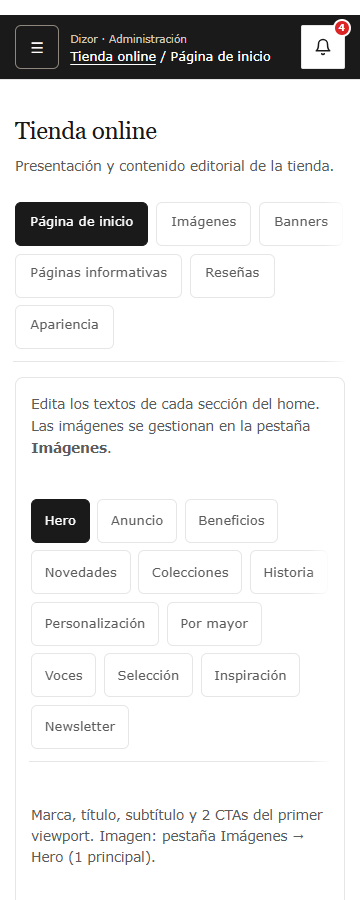 ☰
Dizor · Administración
Tienda online / Página de inicio
4
Tienda online
Presentación y contenido editorial de la tienda.
Página de inicio
Imágenes
Banners
Páginas informativas
Reseñas
Apariencia
Edita los textos de cada sección del home.
Las imágenes se gestionan en la pestaña
Imágenes.
Hero
Anuncio
Beneficios
Novedades
Colecciones
Historia
Personalización
Por mayor
Voces
Selección
Inspiración
Newsletter
Marca, título, subtítulo y 2 CTAs del primer
viewport. Imagen: pestaña Imágenes →
Hero (1 principal).